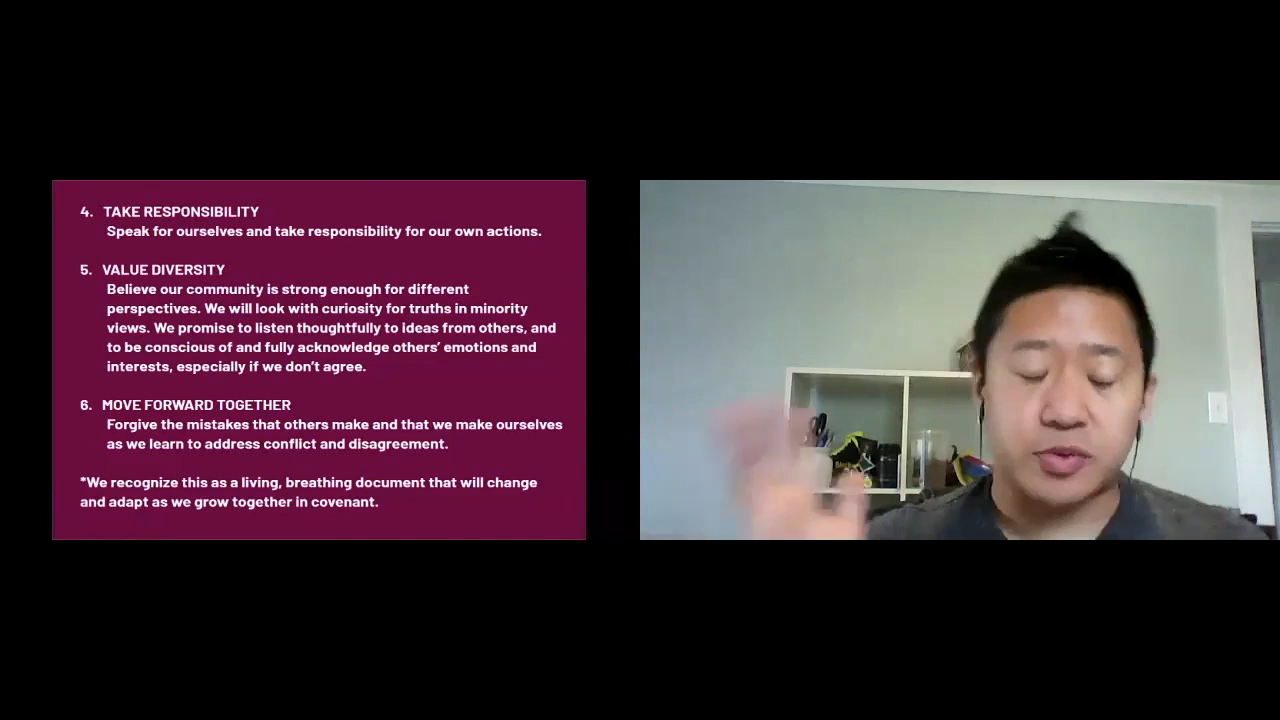 4. TAKE RESPONSIBILITY
Speak for ourselves and take responsibility for our own actions.
5. VALUE DIVERSITY
Believe our community is strong enough for different
perspectives. We will look with curiosity for truths in minority
views. We promise to listen thoughtfully to ideas from others, and
to be conscious of and fully acknowledge others’ emotions and
interests, especially if we don’t agree.
6. MOVE FORWARD TOGETHER
Forgive the mistakes that others make and that we make ourselves
as we learn to address conflict and disagreement.
*We recognize this as a living, breathing document that will change
and adapt as we grow together in covenant.